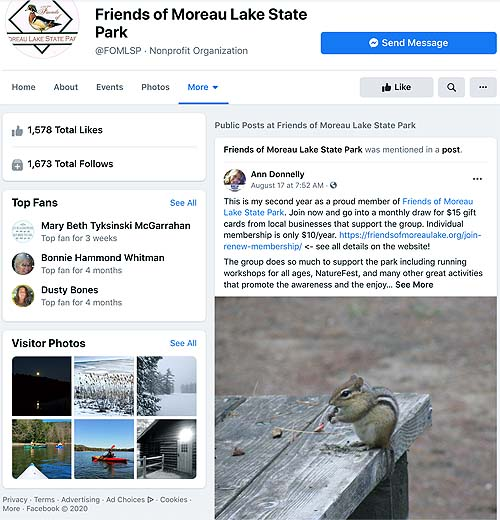 Friends of
OREAU LAKE STATE PAR
Friends of Moreau Lake State
Park
@FOMLSP · Nonprofit Organization
Send Message
Home About Events Photos More
Like
1,578 Total Likes
1,673 Total Follows
Top Fans See All
Mary Beth Tyksinski McGarrahan
Top fan for 3 weeks
Bonnie Hammond Whitman
Top fan for 4 months
Dusty Bones
Top fan for 4 months
Visitor Photos See All
Privacy · Terms · Advertising · Ad Choices · Cookies ·
More · Facebook © 2020
Public Posts at Friends of Moreau Lake State Park
Friends of Moreau Lake State Park was mentioned in a post.
Ann Donnelly
August 17 at 7:52 AM ·
This is my second year as a proud member of Friends of Moreau
Lake State Park. Join now and go into a monthly draw for $15 gift
cards from local businesses that support the group. Individual
membership is only $10/year. https://friendsofmoreaulake.org/join-
renew-membership/ <- see all details on the website!
The group does so much to support the park including running
workshops for all ages, NatureFest, and many other great activities
that promote the awareness and the enjoy... See More